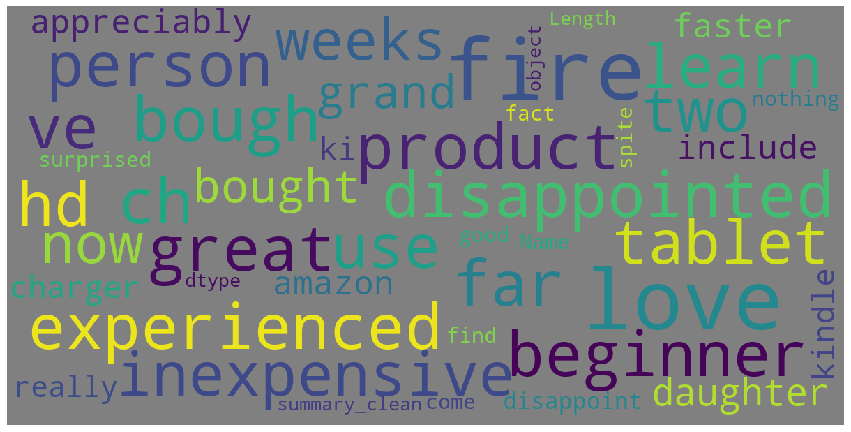 appreciably
Length
faster
person
weeks
fire
object
learn
grand
ve
bough
two
nothing
fact
spite
surprised
ki
product
include
hd
ch
bought
disappointed
now
great
use
good
Name
tablet
charger
dtype
amazon
far
love
kindle
experienced
find
beginner
really
inexpensive
summary_clean
come
disappoint
daughter